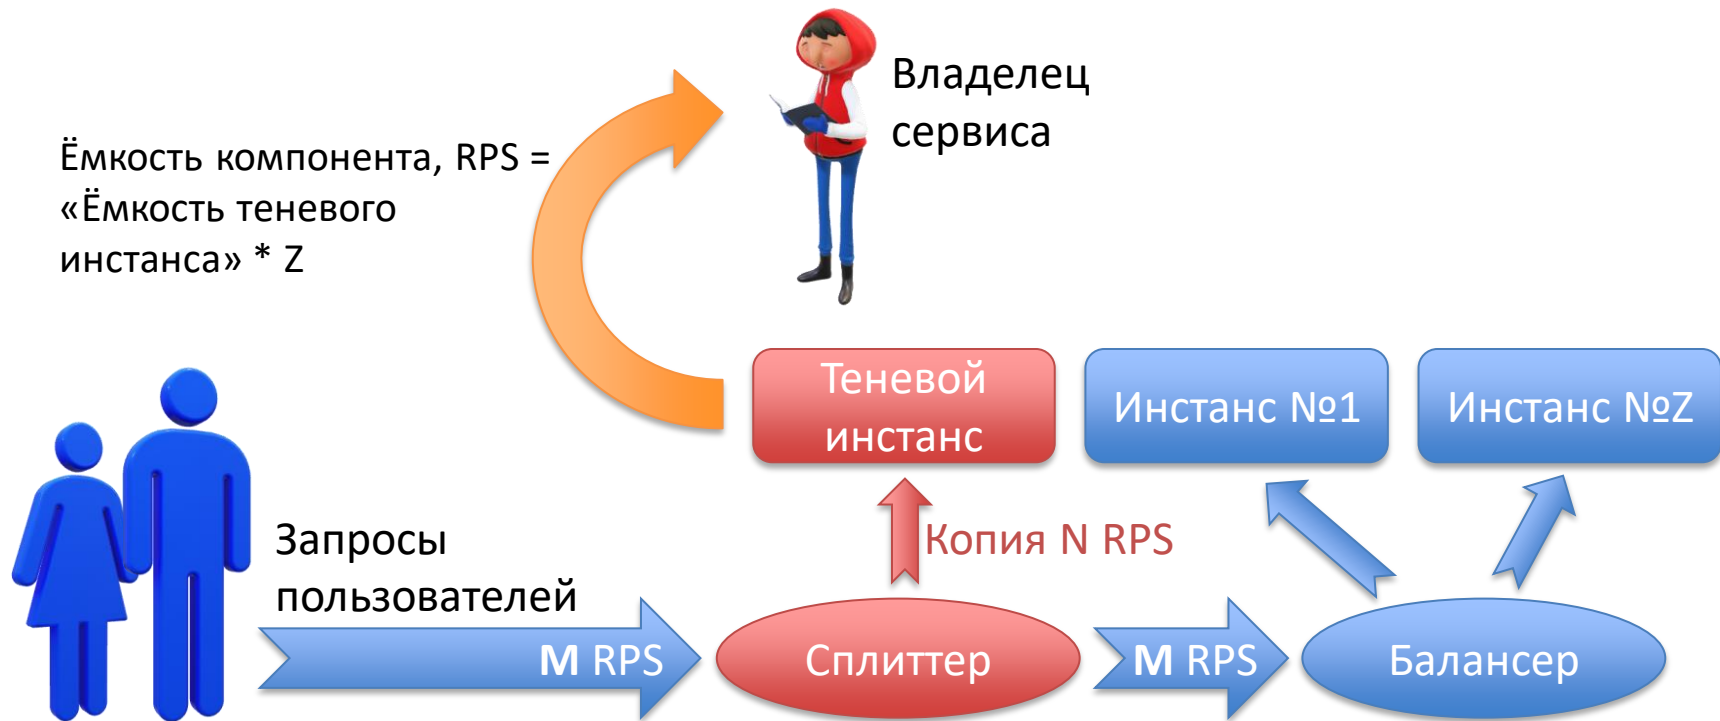 Владелец
сервиса
Ёмкость компонента, RPS =
«Ёмкость теневого
инстанса» * Z
Теневой
инстанс
Инстанс №1
Инстанс №Z
Запросы
пользователей
Копия N RPS
M RPS
Сплиттер
M RPS
Балансер